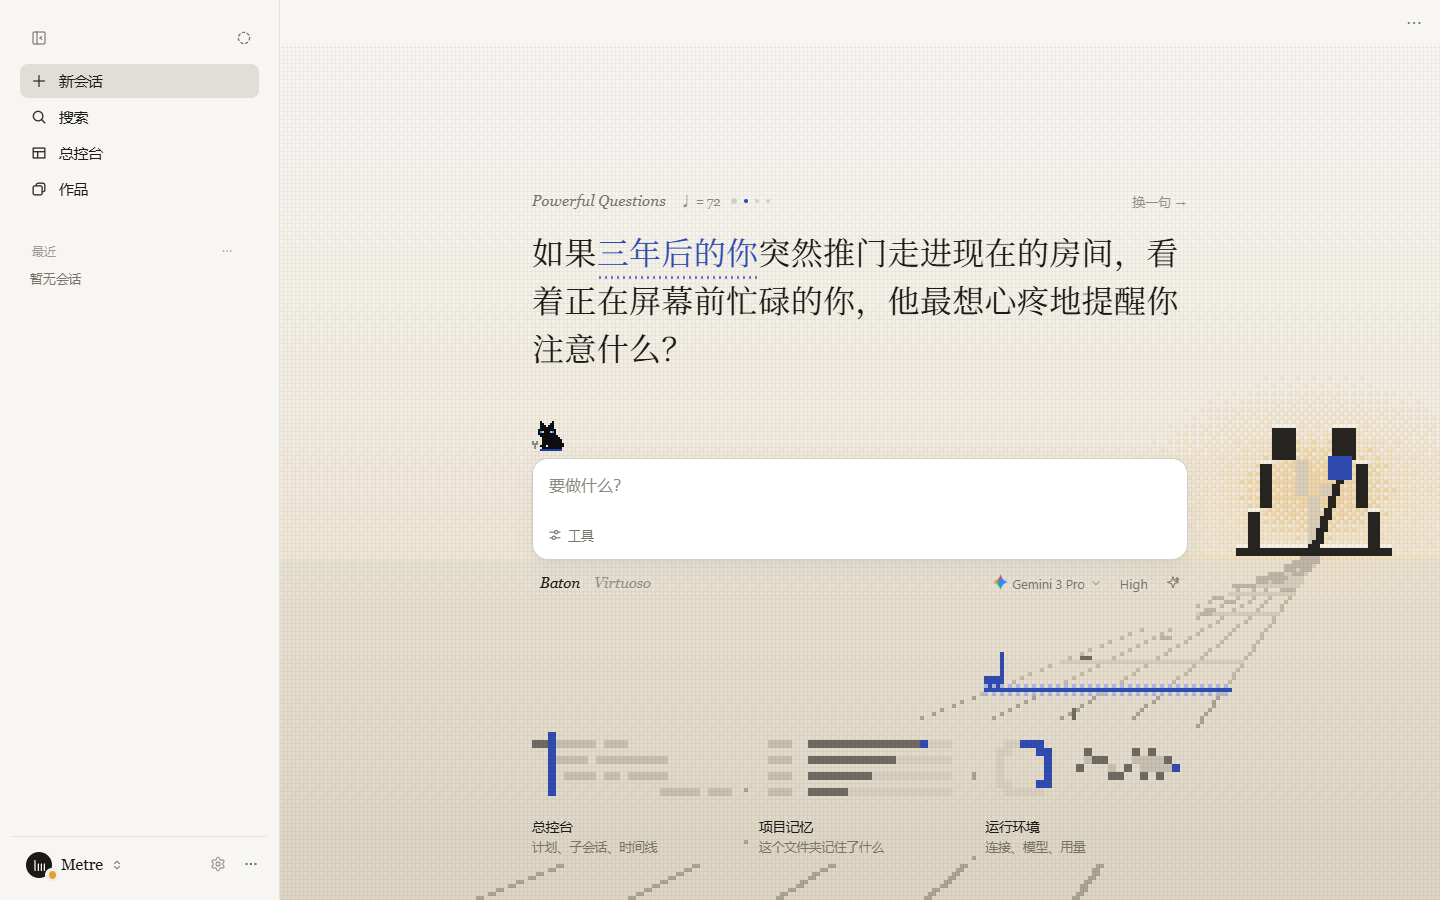 新会话
搜索
总控台
作品
最近
暂无会话
Metre
Powerful Questions ♩ = 72
换一句 →
如果三年后的你突然推门走进现在的房间，看
着正在屏幕前忙碌的你，他最想心疼地提醒你
注意什么？
要做什么？
工具
Baton Virtuoso
Gemini 3 Pro High
总控台
计划、子会话、时间线
项目记忆
这个文件夹记住了什么
运行环境
连接、模型、用量